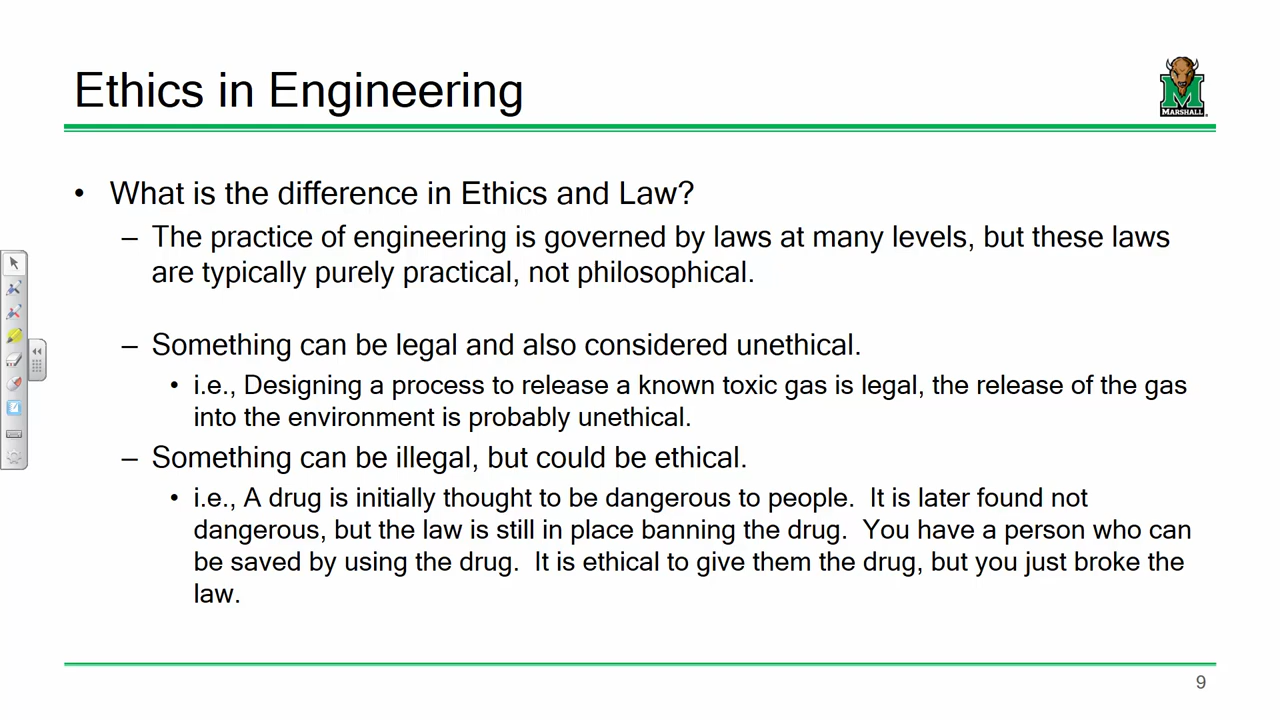 Ethics in Engineering
M
MARSHALL
• What is the difference in Ethics and Law?
– The practice of engineering is governed by laws at many levels, but these laws
are typically purely practical, not philosophical.
– Something can be legal and also considered unethical.
• i.e., Designing a process to release a known toxic gas is legal, the release of the gas
into the environment is probably unethical.
– Something can be illegal, but could be ethical.
• i.e., A drug is initially thought to be dangerous to people.  It is later found not
dangerous, but the law is still in place banning the drug.  You have a person who can
be saved by using the drug.  It is ethical to give them the drug, but you just broke the
law.
9